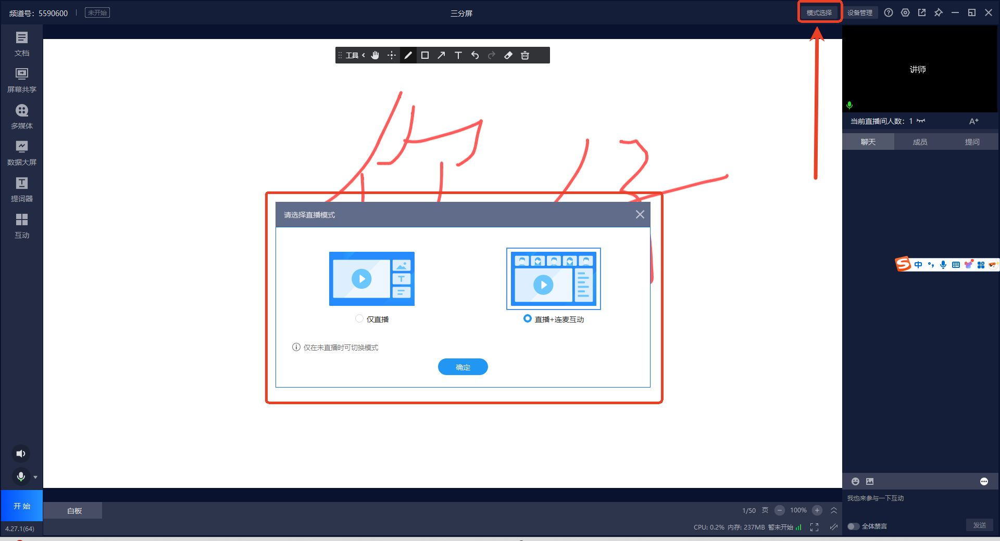 频道号：5590600
未开始
三分屏
模式选择
设备管理
文档
屏幕共享
多媒体
数据大屏
提词器
互动
工具
讲师
当前直播间人数：1
A+
聊天
成员
提问
请选择直播模式
仅直播
直播+连麦互动
仅在未直播时可切换模式
确定
中
开 始
4.27.1(64)
白板
1/50 页
100%
CPU: 0.2% 内存: 237MB 暂未开始
我也来参与一下互动
全体禁言
发送